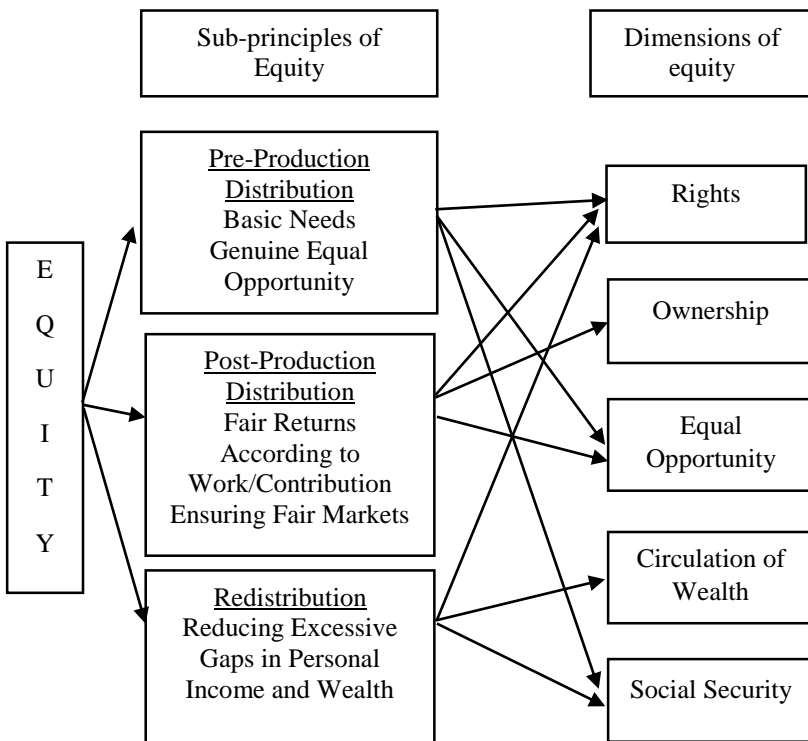 Sub-principles of
Equity
Dimensions of
equity
E
Q
U
I
T
Y
Pre-Production
Distribution
Basic Needs
Genuine Equal
Opportunity
Post-Production
Distribution
Fair Returns
According to
Work/Contribution
Ensuring Fair Markets
Redistribution
Reducing Excessive
Gaps in Personal
Income and Wealth
Rights
Ownership
Equal
Opportunity
Circulation of
Wealth
Social Security